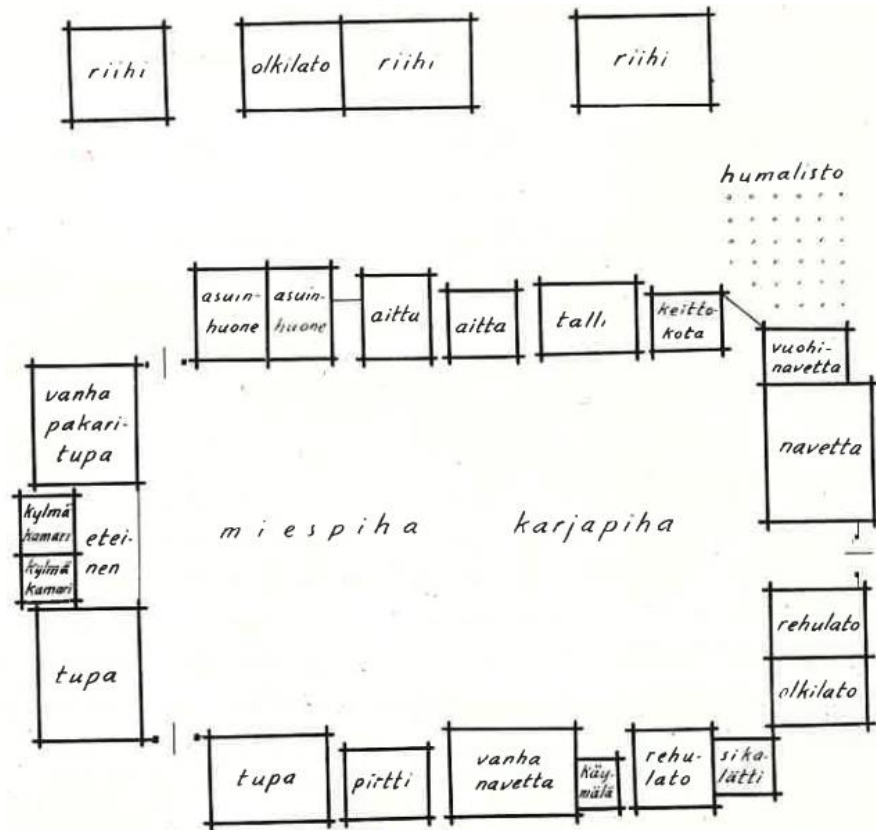 riihi
olkilato
riihi
riihi
humalisto
asuin-
huone
asuin-
huone
aittu
aitta
talli
keitto-
kota
vuohi-
navetta
navetta
vanha
pakari-
tupa
kylmä
kamari
kylmä
kamari
etei-
nen
miespiha
karjapiha
tupa
rehulato
olkilato
tupa
pirtti
vanha
navetta
käy-
mälä
rehu-
lato
sika-
lätti